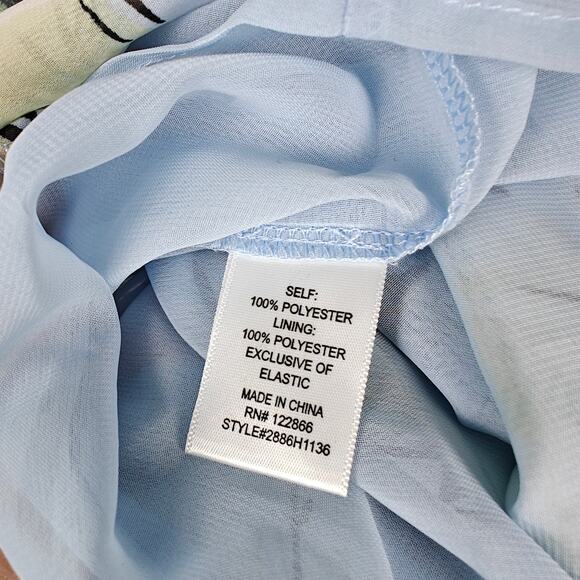 SELF:
100% POLYESTER
LINING:
100% POLYESTER
EXCLUSIVE OF
ELASTIC
MADE IN CHINA
RN# 122866
STYLE#2886H1136